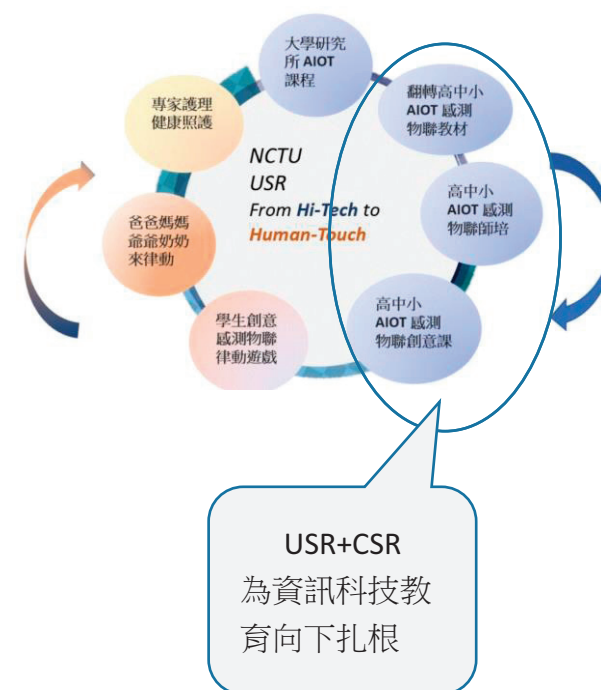 大學研究
所 AIOT
課程
翻轉高中小
AIOT 感測
物聯教材
高中小
AIOT 感測
物聯師培
高中小
AIOT 感測
物聯創意課
學生創意
感測物聯
律動遊戲
爸爸媽媽
爺爺奶奶
來律動
專家護理
健康照護
NCTU
USR
From Hi-Tech to
Human-Touch
USR+CSR
為資訊科技教
育向下扎根